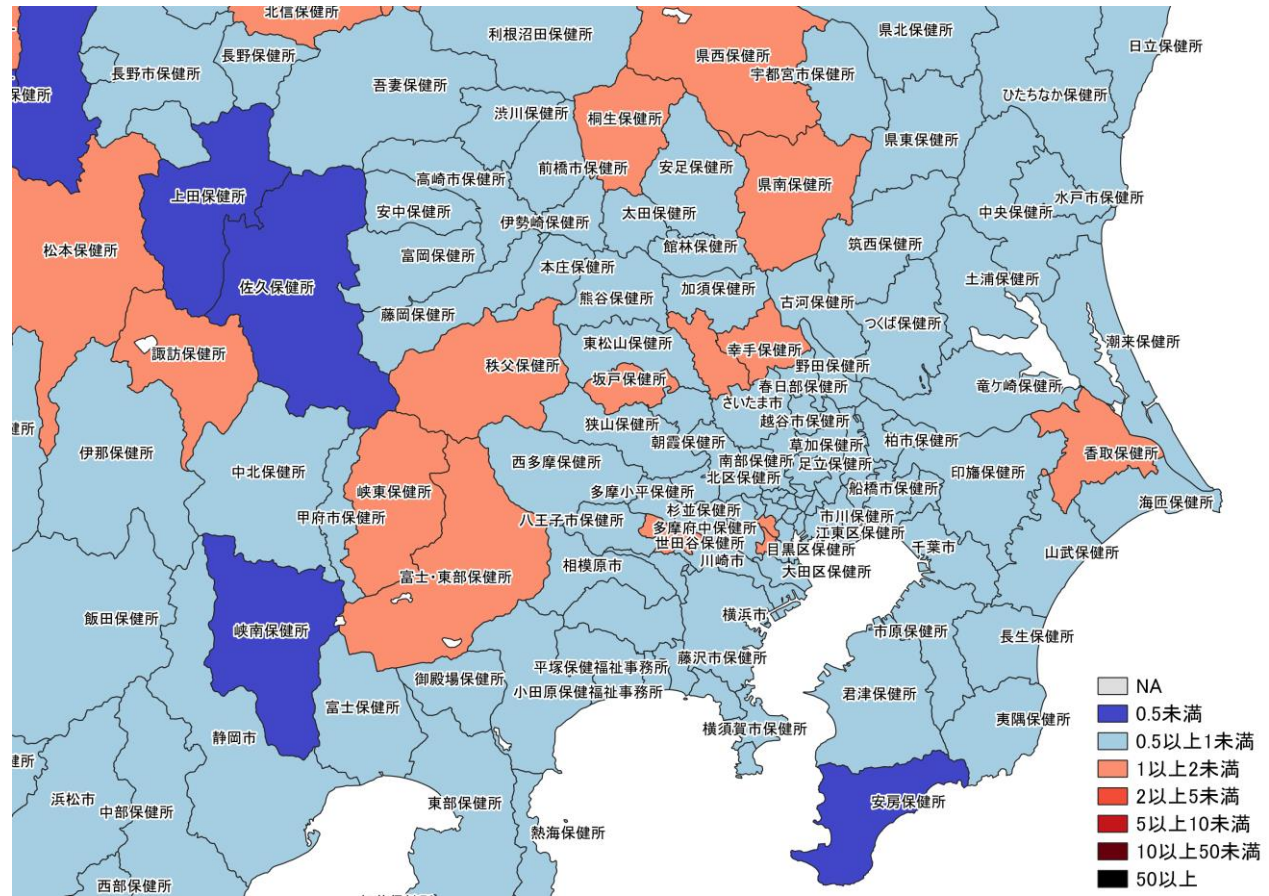 北信保健所
利根沼田保健所
県北保健所
日立保健所
長野保健所
長野市保健所
県西保健所
宇都宮市保健所
吾妻保健所
保健所
ひたちなか保健所
渋川保健所
桐生保健所
県東保健所
前橋市保健所
安足保健所
高崎市保健所
県南保健所
上田保健所
水戸市保健所
安中保健所
太田保健所
中央保健所
伊勢崎保健所
松本保健所
富岡保健所
館林保健所
筑西保健所
本庄保健所
土浦保健所
佐久保健所
熊谷保健所
加須保健所
古河保健所
藤岡保健所
つくば保健所
東松山保健所
潮来保健所
諏訪保健所
幸手保健所
秩父保健所
野田保健所
坂戸保健所
春日部保健所
竜ケ崎保健所
さいたま市
狭山保健所
越谷市保健所
健所
朝霞保健所
草加保健所
柏市保健所
伊那保健所
香取保健所
西多摩保健所
南部保健所
足立保健所
中北保健所
北区保健所
印旛保健所
峡東保健所
多摩小平保健所
船橋市保健所
海匝保健所
杉並保健所
甲府市保健所
八王子市保健所
市川保健所
多摩府中保健所
江東区保健所
世田谷保健所
目黒区保健所
千葉市
山武保健所
川崎市
相模原市
大田区保健所
富士・東部保健所
横浜市
飯田保健所
峡南保健所
市原保健所
長生保健所
藤沢市保健所
平塚保健福祉事務所
御殿場保健所
小田原保健福祉事務所
君津保健所
富士保健所
夷隅保健所
横須賀市保健所
静岡市
健所
浜松市
中部保健所
東部保健所
安房保健所
熱海保健所
西部保健所
NA
0.5未満
0.5以上1未満
1以上2未満
2以上5未満
5以上10未満
10以上50未満
50以上